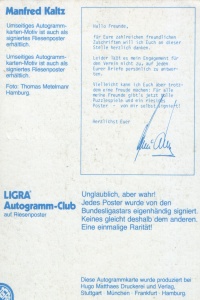 Manfred Kaltz
Umseitiges Autogramm-
karten-Motiv ist auch als
signiertes Riesenposter
erhältlich.
Umseitiges Autogramm-
karten-Motiv ist auch als
signiertes Riesenposter
erhältlich.
Foto: Thomas Metelmann
Hamburg.
Hallo Freunde,
für Eure zahlreichen freundlichen
Zuschriften will ich Euch an dieser
Stelle herzlich danken.
Leider läßt es mein Engagement für
den Verein nicht zu, auf jeden
Eurer Briefe persönlich zu antwor-
ten.
Vielleicht kann ich Euch aber trotz-
dem eine Freude machen: Für alle
meine Freunde gibt's jetzt
und ein
Poster - von mir selbst signiert!
Herzlichst Euer
LIGRA
Autogramm-Club
auf Riesenposter
Unglaublich, aber wahr!
Jedes Poster wurde von den
Bundesligastars eigenhändig signiert.
Keines gleicht deshalb dem anderen.
Eine einmalige Rarität!
Diese Autogrammkarte wurde produziert bei
Hugo Matthaes Druckerei und Verlag,
Stuttgart · München · Frankfurt · Hamburg